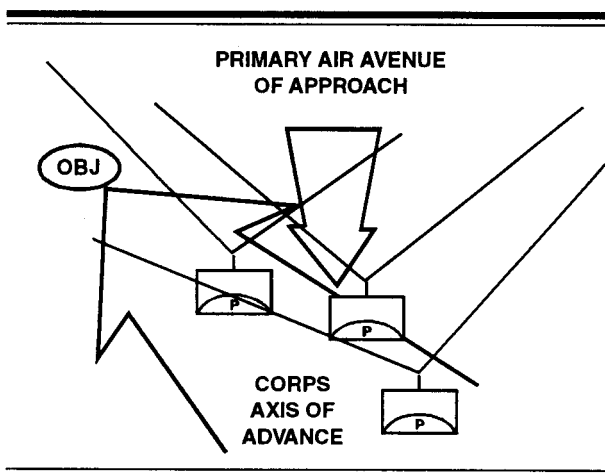 PRIMARY AIR AVENUE
OF APPROACH
OBJ
P
P
P
CORPS
AXIS OF
ADVANCE